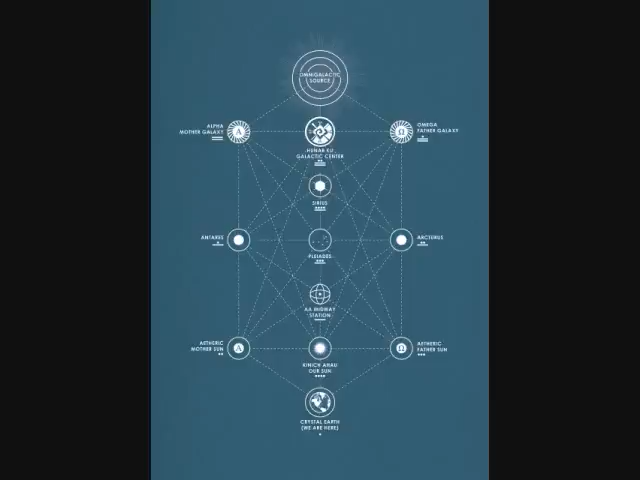 OMNIGALACTIC
SOURCE
ALPHA
MOTHER GALAXY
A
HUNAB KU
GALACTIC CENTER
Ω
OMEGA
FATHER GALAXY
SIRIUS
ANTARES
PLEIADES
ARCTURUS
AA MIDWAY
STATION
AETHERIC
MOTHER SUN
A
KINICH AHAU
OUR SUN
Ω
AETHERIC
FATHER SUN
CRYSTAL EARTH
(WE ARE HERE)